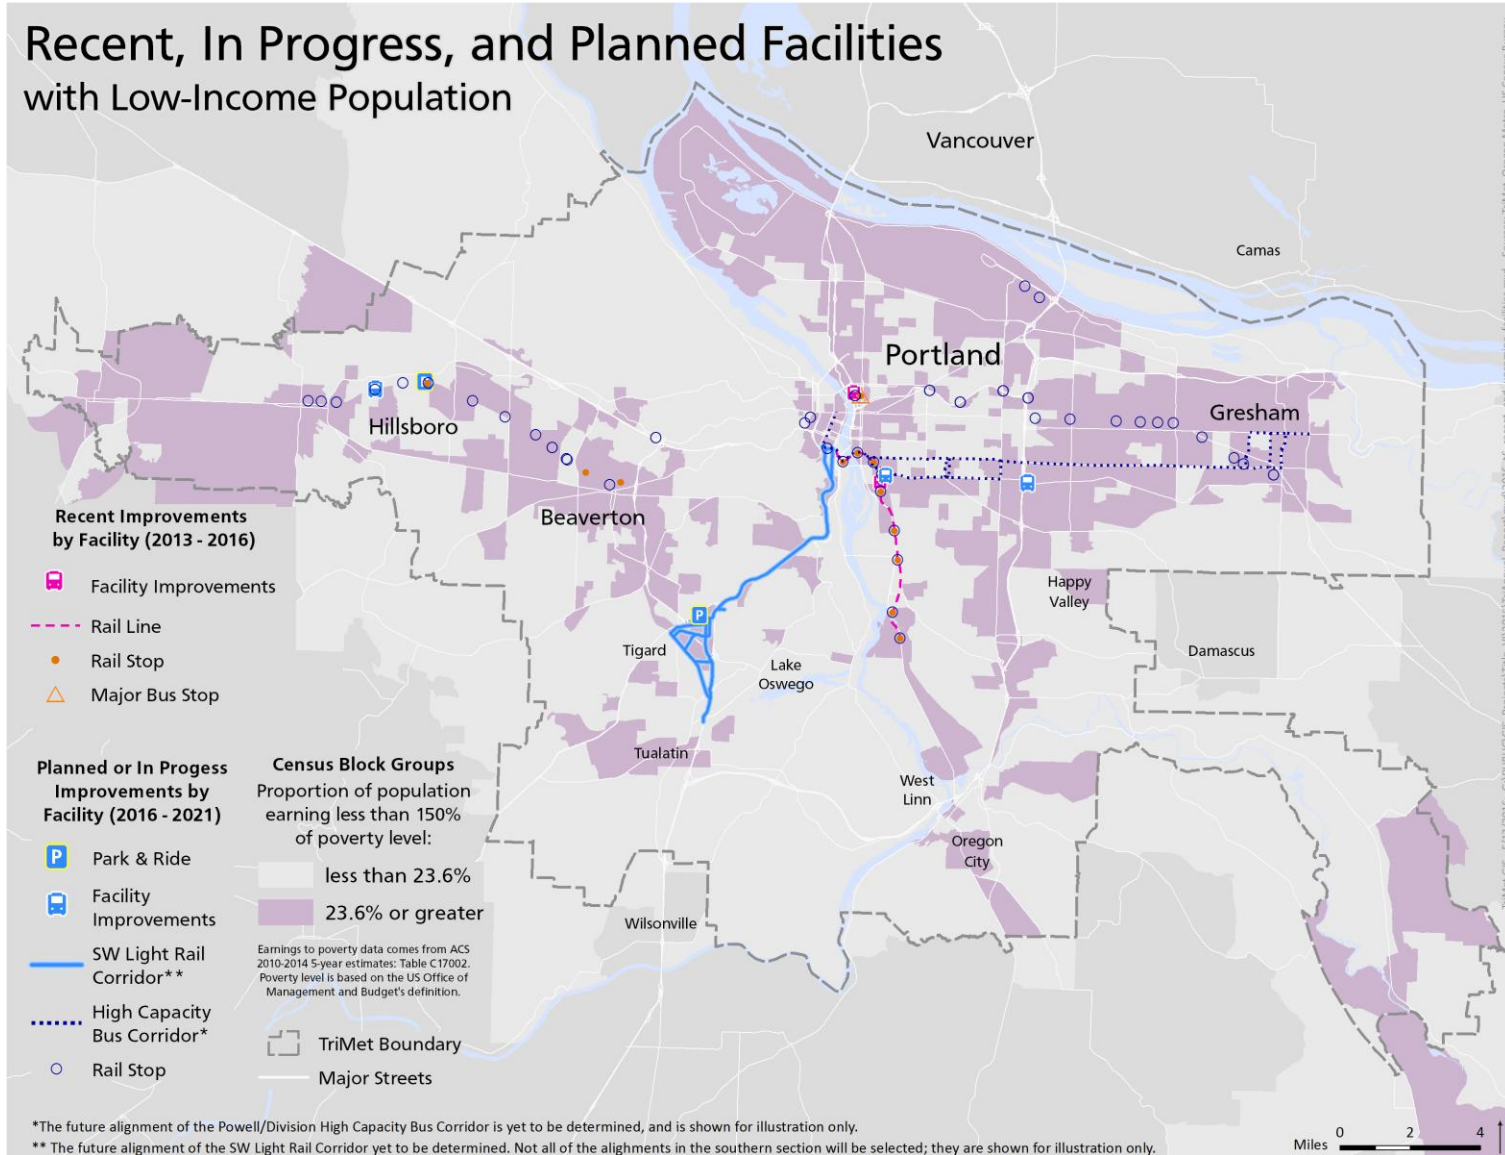 Recent, In Progress, and Planned Facilities
with Low-Income Population
Vancouver
Camas
Portland
Gresham
Hillsboro
Beaverton
Happy
Valley
Damascus
Tigard
Lake
Oswego
Tualatin
West
Linn
Oregon
City
Wilsonville
Recent Improvements
by Facility (2013 - 2016)
Facility Improvements
Rail Line
Rail Stop
Major Bus Stop
Planned or In Progess
Improvements by
Facility (2016 - 2021)
P
Park & Ride
Facility
Improvements
SW Light Rail
Corridor**
High Capacity
Bus Corridor*
Rail Stop
Census Block Groups
Proportion of population
earning less than 150%
of poverty level:
less than 23.6%
23.6% or greater
Earnings to poverty data comes from ACS
2010-2014 5-year estimates: Table C17002.
Poverty level is based on the US Office of
Management and Budget's definition.
TriMet Boundary
Major Streets
P
P
*The future alignment of the Powell/Division High Capacity Bus Corridor is yet to be determined, and is shown for illustration only.
** The future alignment of the SW Light Rail Corridor yet to be determined. Not all of the alighments in the southern section will be selected; they are shown for illustration only.
Miles
0 2 4